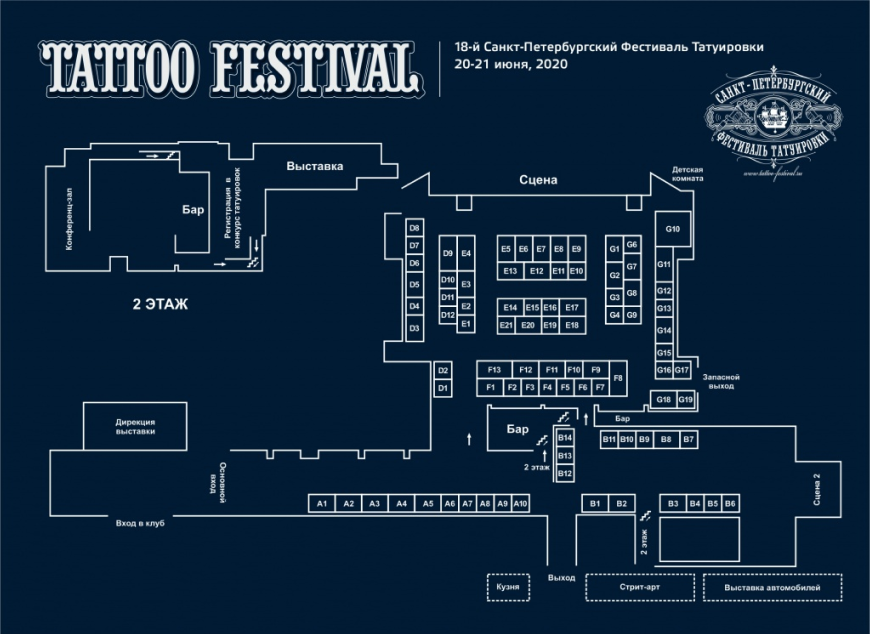 TATTOO FESTIVAL
18-й Санкт-Петербургский Фестиваль Татуировки
20-21 июня, 2020
САНКТ-ПЕТЕРБУРГСКИЙ
ФЕСТИВАЛЬ ТАТУИРОВКИ
www.tattoo-festival.ru
Конференц-зал
Бар
Регистрация в
конкурс татуировок
Выставка
2 ЭТАЖ
Сцена
Детская
комната
D8
D7
D6
D5
D4
D3
D9 E4
D10 E3
D11 E2
D12 E1
E5 E6 E7 E8 E9
E13 E12 E11 E10
E14 E15 E16 E17
E21 E20 E19 E18
G1 G6
G2 G7
G3 G8
G4 G9
G10
G11
G12
G13
G14
G15
G16 G17
G18 G19
Запасной
выход
D2
D1
F13 F12 F11 F10 F9
F1 F2 F3 F4 F5 F6 F7 F8
Бар
2 этаж
B14
B13
B12
Бар
B11 B10 B9 B8 B7
Дирекция
выставки
Основной
вход
Вход в клуб
A1 A2 A3 A4 A5 A6 A7 A8 A9 A10
B1 B2
B3 B4 B5 B6
2 этаж
Сцена 2
Выход
Кузня
Стрит-арт
Выставка автомобилей